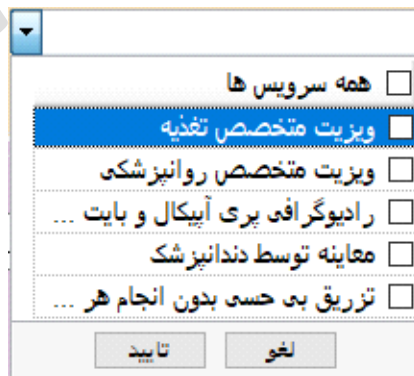 همه سرویس ها
ویزیت متخصص تغذیه
ویزیت متخصص روانپزشکی
رادیوگرافی پری آپیکال و بایت ...
معاینه توسط دندانپزشک
تزریق بی حسی بدون انجام هر ...
لغو تایید